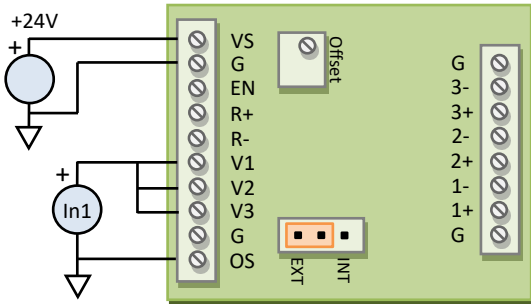 +24V
+
VS
G
EN
R+
R-
V1
V2
V3
G
OS
+
In1
Offset
EXT
INT
G
3-
3+
2-
2+
1-
1+
G